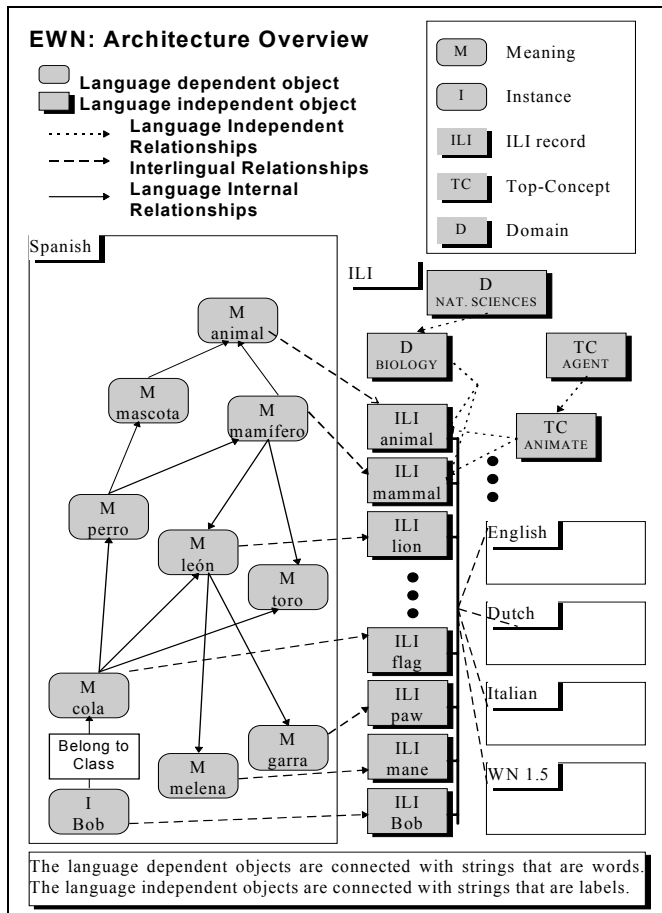 EWN: Architecture Overview
Language dependent object
Language independent object
Language Independent
Relationships
Interlingual Relationships
Language Internal
Relationships
M
Meaning
I
Instance
ILI
ILI record
TC
Top-Concept
D
Domain
Spanish
M
animal
M
mascota
M
mamífero
M
perro
M
león
M
toro
M
cola
Belong to
Class
M
garra
M
melena
I
Bob
ILI
D
NAT. SCIENCES
D
BIOLOGY
TC
AGENT
ILI
animal
TC
ANIMATE
ILI
mammal
ILI
lion
ILI
flag
ILI
paw
ILI
mane
ILI
Bob
English
Dutch
Italian
WN 1.5
The language dependent objects are connected with strings that are words.
The language independent objects are connected with strings that are labels.